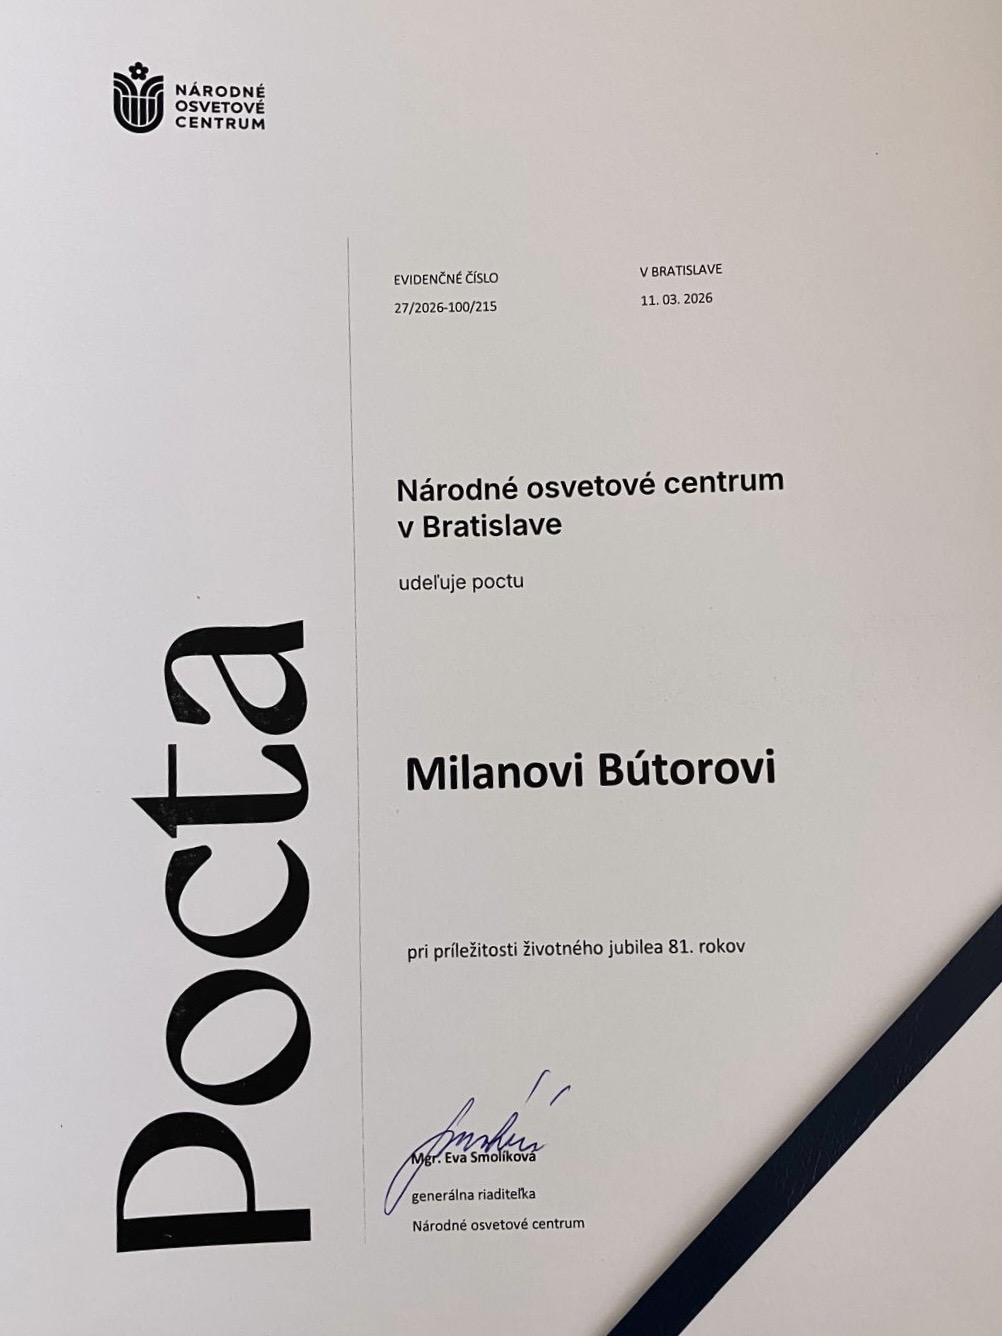 NÁRODNÉ
OSVETOVÉ
CENTRUM
EVIDENČNÉ ČÍSLO
27/2026-100/215
V BRATISLAVE
11. 03. 2026
Národné osvetové centrum
v Bratislave
udeľuje poctu
Milanovi Bútorovi
pri príležitosti životného jubilea 81. rokov
Pocta
Mgr. Eva Smolíková
generálna riaditeľka
Národné osvetové centrum